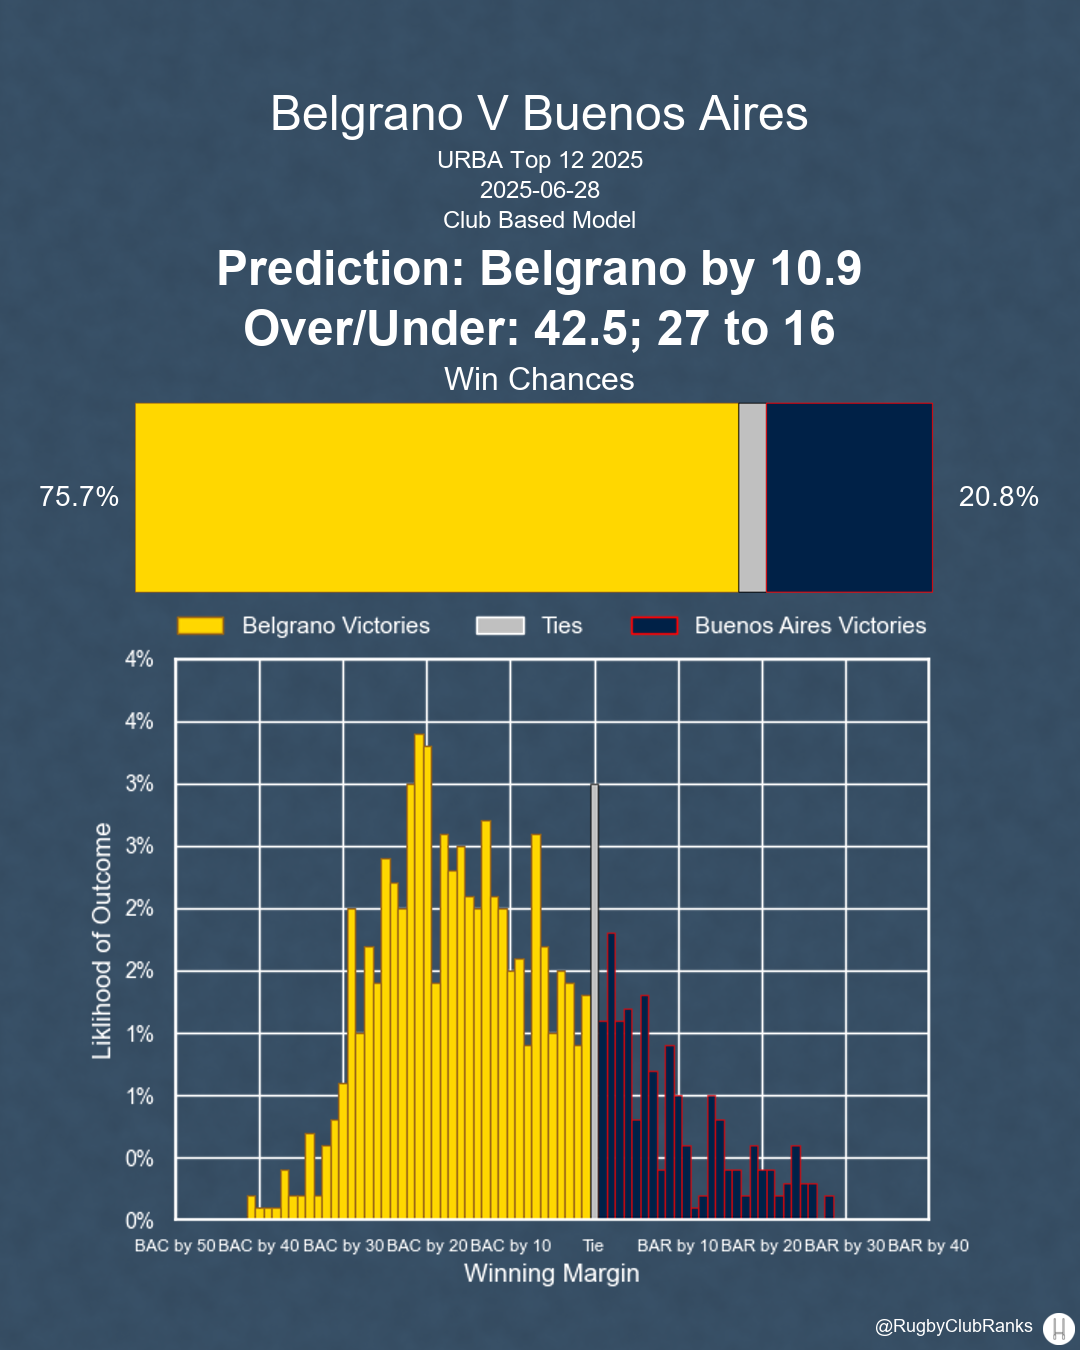 Belgrano V Buenos Aires
URBA Top 12 2025
2025-06-28
Club Based Model
Prediction: Belgrano by 10.9
Over/Under: 42.5; 27 to 16
Win Chances
75.7%
20.8%
Belgrano Victories Ties Buenos Aires Victories
4%
4%
3%
3%
2%
2%
1%
1%
0%
0%
Liklihood of Outcome
BAC by 50 BAC by 40 BAC by 30 BAC by 20 BAC by 10 Tie BAR by 10 BAR by 20 BAR by 30 BAR by 40
Winning Margin
@RugbyClubRanks